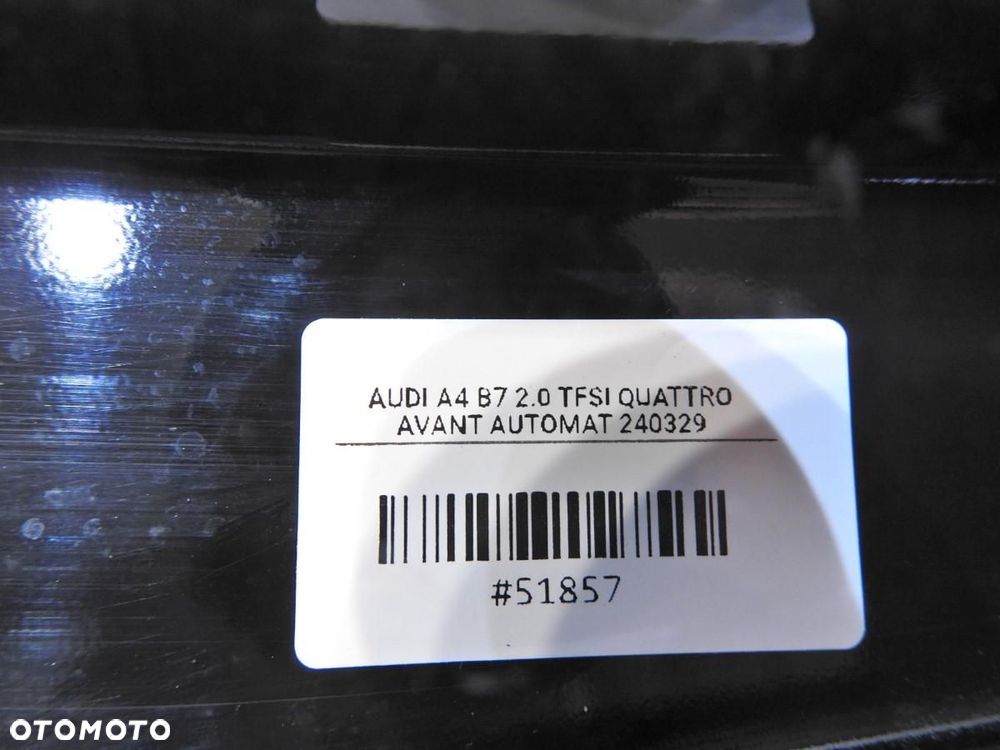 AUDI A4 B7 2.0 TFSI QUATTRO
AVANT AUTOMAT 240329
#51857
OTOMOTO